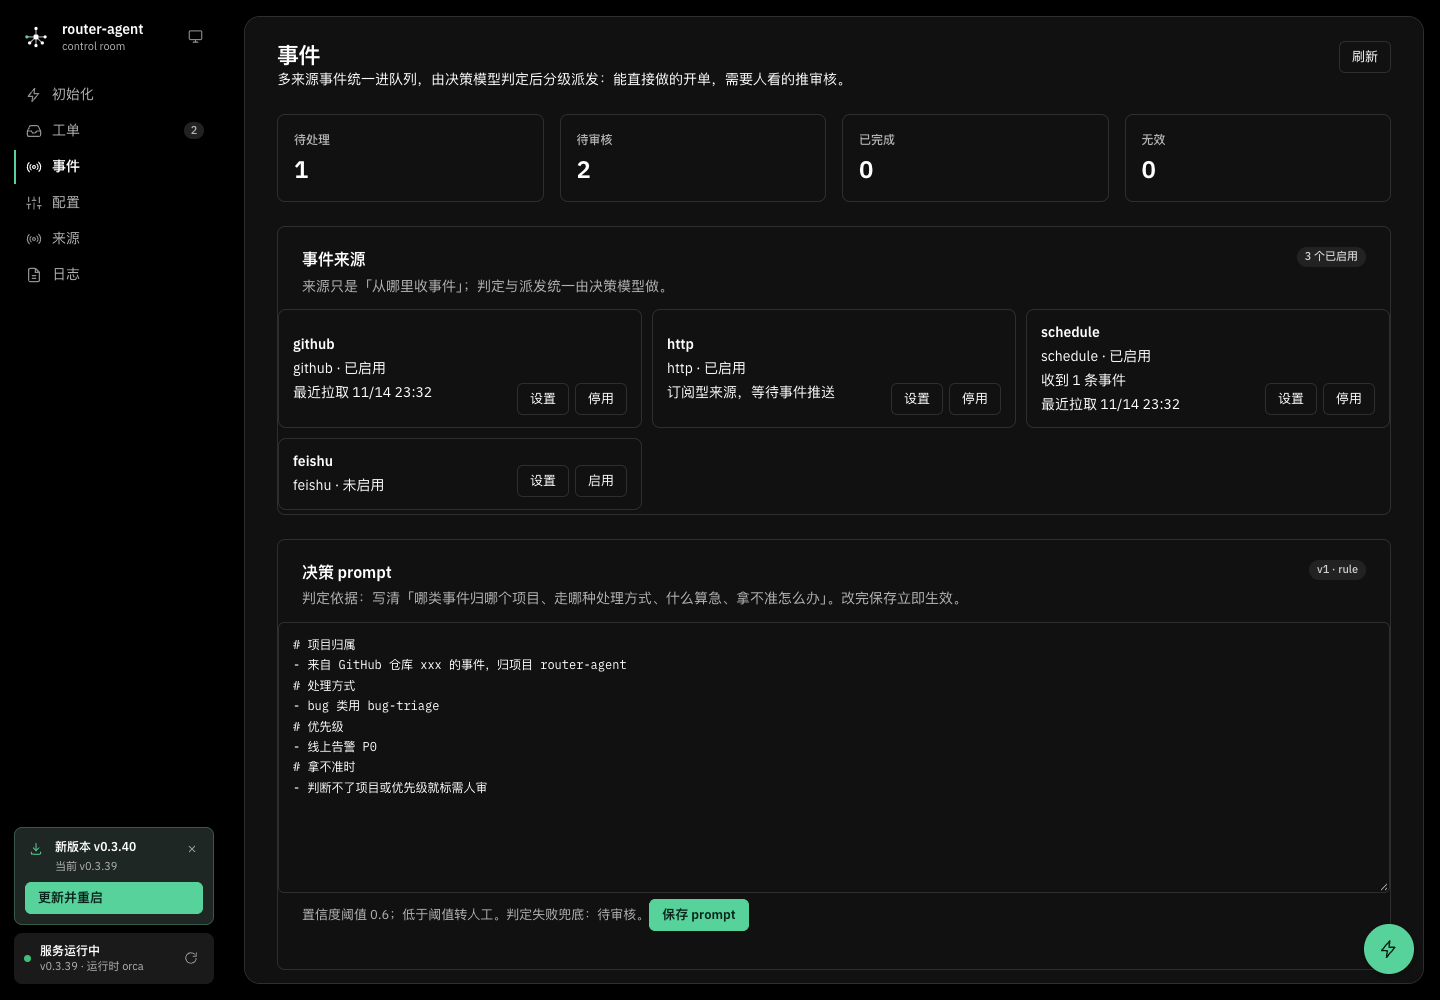 router-agent
control room
初始化
工单
2
事件
配置
来源
日志
新版本 v0.3.40
当前 v0.3.39
更新并重启
服务运行中
v0.3.39 · 运行时 orca
事件
多来源事件统一进队列，由决策模型判定后分级派发：能直接做的开单，需要人看的推审核。
刷新
待处理
1
待审核
2
已完成
0
无效
0
事件来源
3 个已启用
来源只是「从哪里收事件」；判定与派发统一由决策模型做。
github
github · 已启用
最近拉取 11/14 23:32
设置
停用
http
http · 已启用
订阅型来源，等待事件推送
设置
停用
schedule
schedule · 已启用
收到 1 条事件
最近拉取 11/14 23:32
设置
停用
feishu
feishu · 未启用
设置
启用
决策 prompt
v1 · rule
判定依据：写清「哪类事件归哪个项目、走哪种处理方式、什么算急、拿不准怎么办」。改完保存立即生效。
# 项目归属
- 来自 GitHub 仓库 xxx 的事件，归项目 router-agent
# 处理方式
- bug 类用 bug-triage
# 优先级
- 线上告警 P0
# 拿不准时
- 判断不了项目或优先级就标需人审
置信度阈值 0.6；低于阈值转人工。判定失败兜底：待审核。
保存 prompt